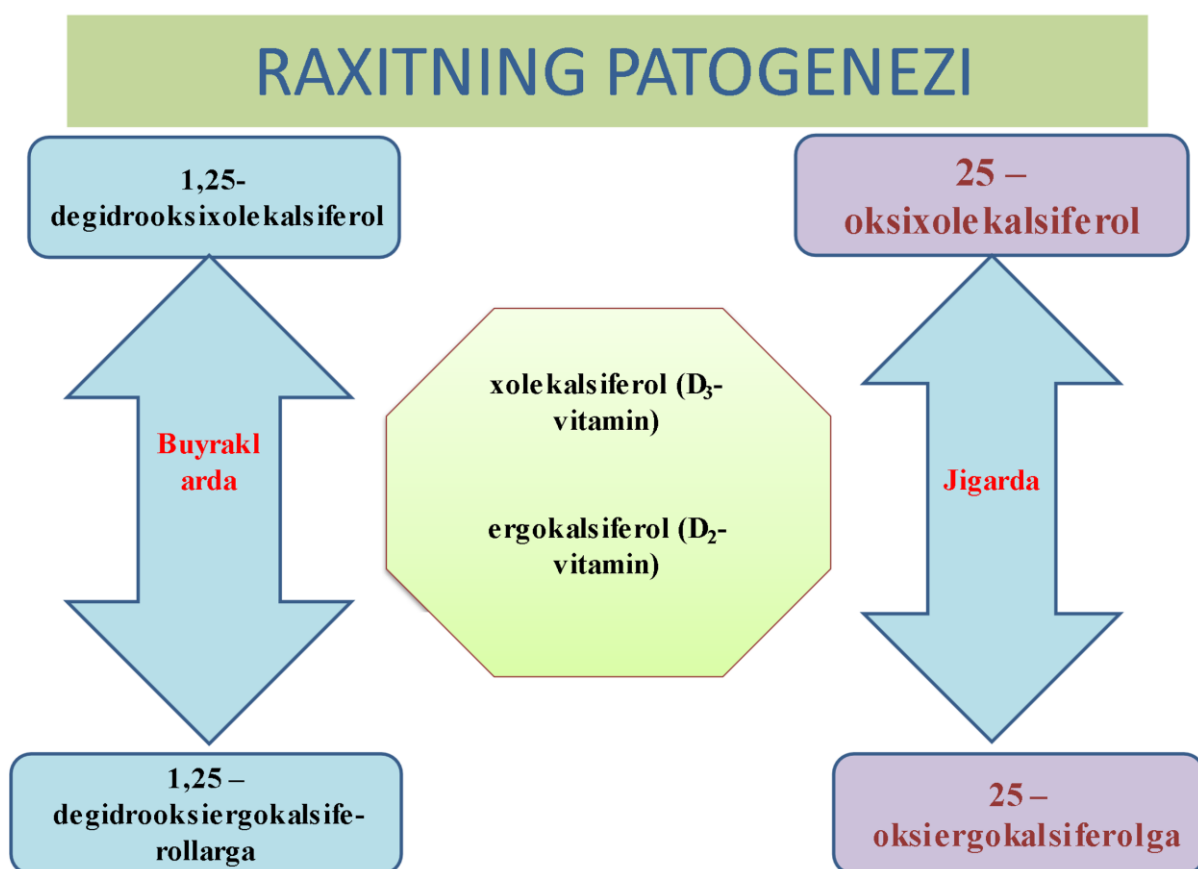 RAXITNING PATOGENEZI
1,25-
degidrooksixolekalsiferol
25 –
oksixolekalsiferol
xolekalsiferol (D₃-
vitamin)
Buyrakl
arda
Jigarda
ergokalsiferol (D₂-
vitamin)
1,25 –
degidrooksiergokalsife-
rollarga
25 –
oksiergokalsiferolga